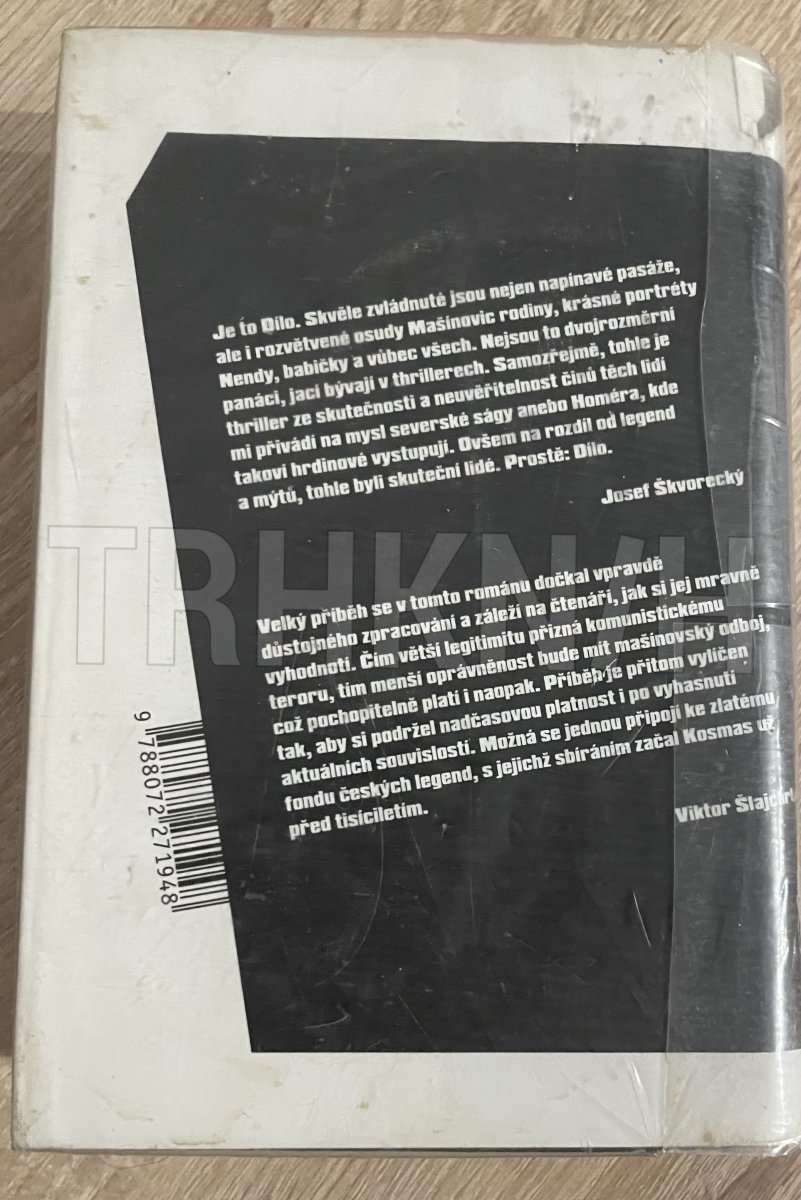 Je to Dílo. Skvěle zvládnuté jsou nejen napínavé pasáže,
ale i rozvětvené osudy Mašínovic rodiny, krásné portréty
Nendy, babičky a vůbec všech. Nejsou to dvojrozměrní
panáci, jací bývají v thrillerech. Samozřejmě, tohle je
thriller ze skutečnosti a neuvěřitelnost činů těch lidí
mi přivádí na mysl severské ságy anebo Homéra, kde
takoví hrdinové vystupují. Ovšem na rozdíl od legend
a mýtů, tohle byli skuteční lidé. Prostě: Dílo.
Josef Škvorecký
TRHKNIH
Velký příběh se v tomto románu dočkal vpravdě
důstojného zpracování a záleží na čtenáři, jak si jej mravně
vyhodnotí. Čím větší legitimitu přizná komunistickému
teroru, tím menší oprávněnost bude mít mašínovský odboj,
což pochopitelně platí i naopak. Příběh je přitom vylíčen
tak, aby si podržel nadčasovou platnost i po vyhasnutí
aktuálních souvislostí. Možná se jednou připojí ke zlatému
fondu českých legend, s jejichž sbíráním začal Kosmas už
před tisíciletím.
Viktor
9 788072 271948